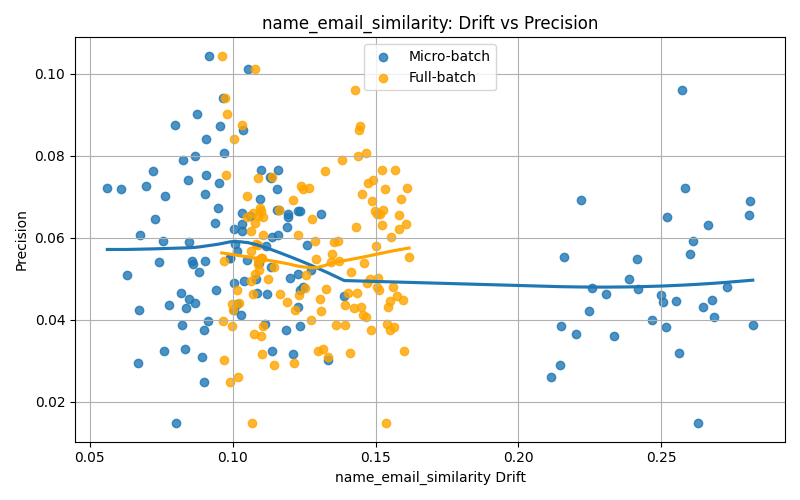 name_email_similarity: Drift vs Precision
Micro-batch
Full-batch
0.10
0.08
0.06
0.04
0.02
Precision
0.05
0.10
0.15
0.20
0.25
name_email_similarity Drift